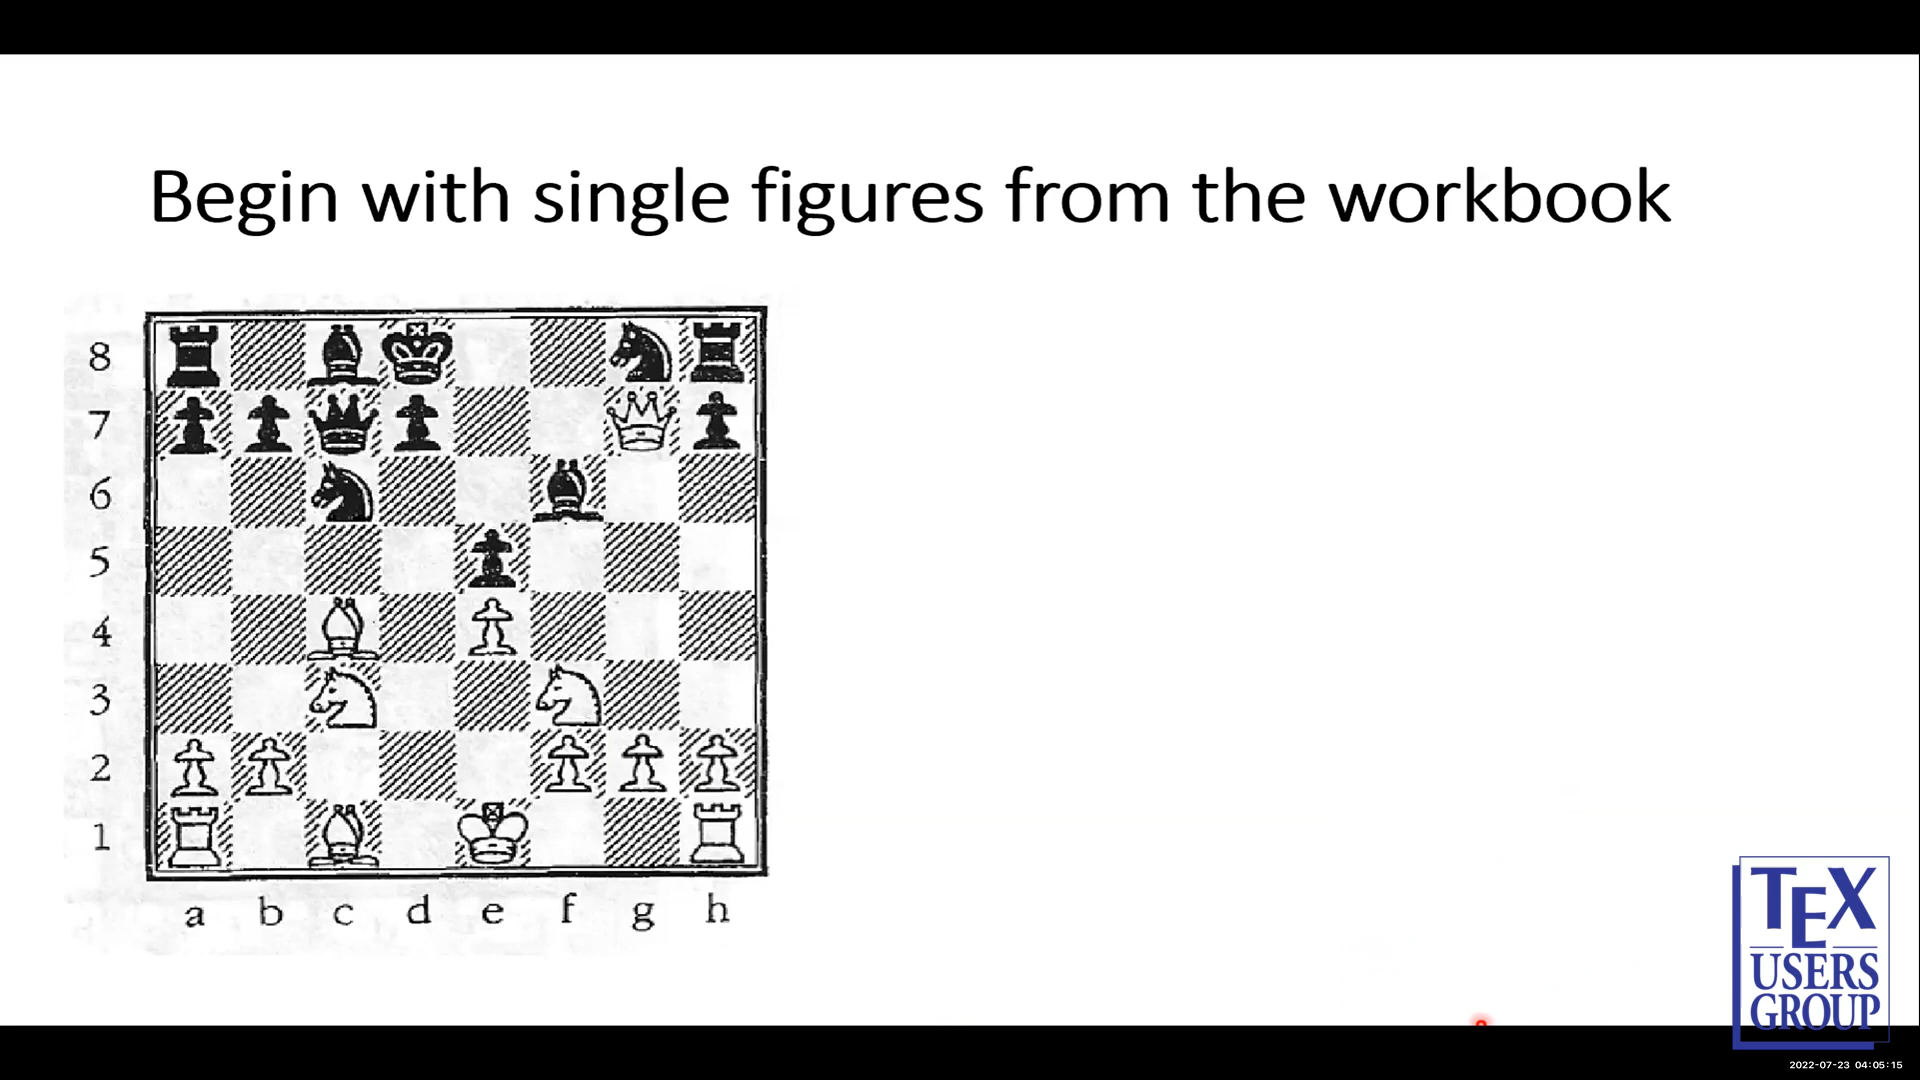 Begin with single figures from the workbook
8
7
6
5
4
3
2
1
a b c d e f g h
TEX
USERS
GROUP
2022-07-23 04:05:15